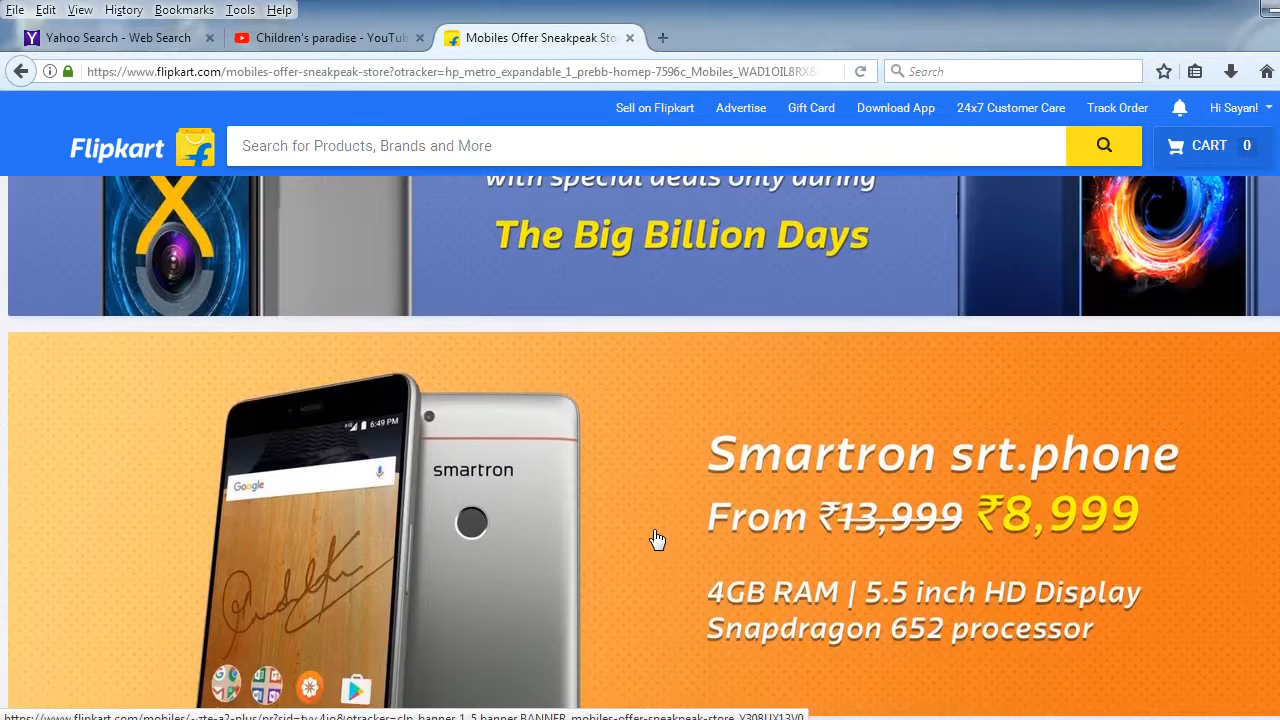 File Edit View History Bookmarks Tools Help
Yahoo Search - Web Search
Children's paradise - YouTub
Mobiles Offer Sneakpeak Sto
https://www.flipkart.com/mobiles-offer-sneakpeak-store?otracker=hp_metro_expandable_1_prebb-homep-7596c_Mobiles_WAD1OIL8RX
Search
Sell on Flipkart Advertise Gift Card Download App 24x7 Customer Care Track Order Hi Sayan!
Flipkart
Search for Products, Brands and More
CART 0
with special deals only during
The Big Billion Days
6:49 PM
Google
smartron
Smartron srt.phone
From ₹13,999 ₹8,999
4GB RAM | 5.5 inch HD Display
Snapdragon 652 processor